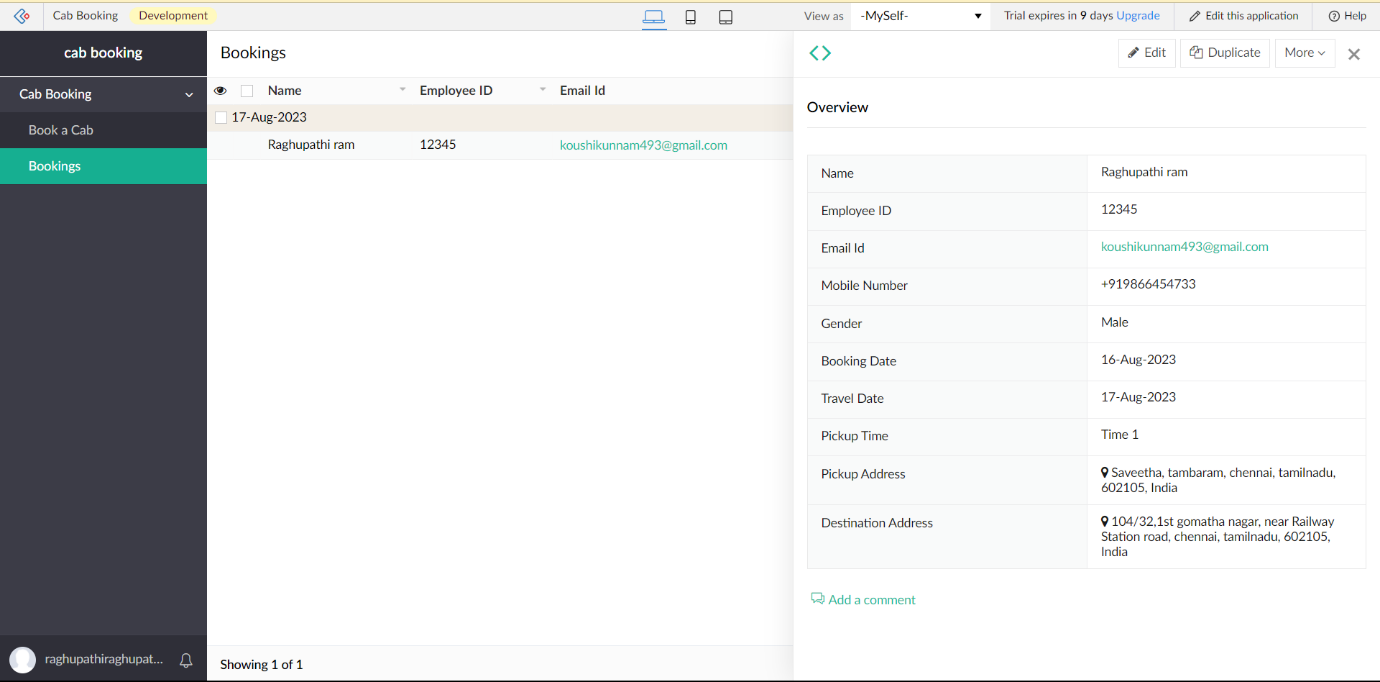 Cab Booking Development View as -MySelf- Trial expires in 9 days Upgrade Edit this application Help
cab booking
Cab Booking
Book a Cab
Bookings
raghupathiraghupat...
Bookings
Name Employee ID Email Id
17-Aug-2023
Raghupathi ram 12345 koushikunnam493@gmail.com
Showing 1 of 1
Edit Duplicate More
Overview
Name Raghupathi ram
Employee ID 12345
Email Id koushikunnam493@gmail.com
Mobile Number +919866454733
Gender Male
Booking Date 16-Aug-2023
Travel Date 17-Aug-2023
Pickup Time Time 1
Pickup Address Saveetha, tambaram, chennai, tamilnadu,
602105, India
Destination Address 104/32,1st gomatha nagar, near Railway
Station road, chennai, tamilnadu, 602105,
India
Add a comment